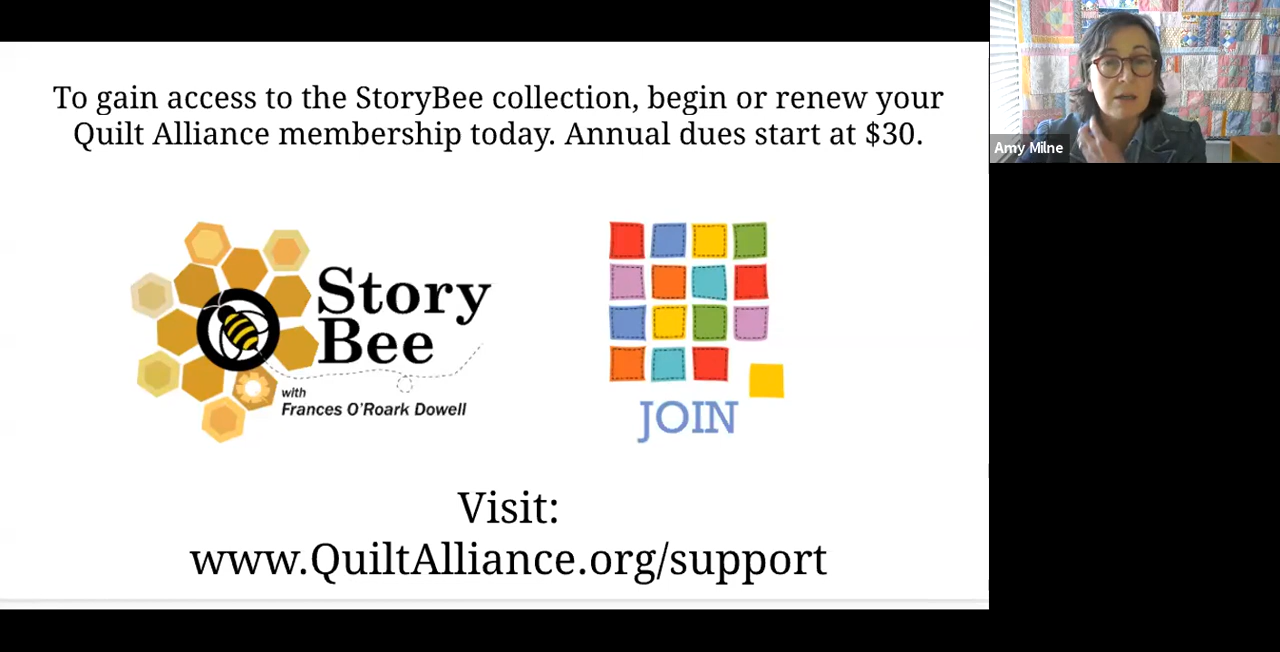 To gain access to the StoryBee collection, begin or renew your
Quilt Alliance membership today. Annual dues start at $30.
Story
Bee
with
Frances O'Roark Dowell
JOIN
Visit:
www.QuiltAlliance.org/support
Amy Milne